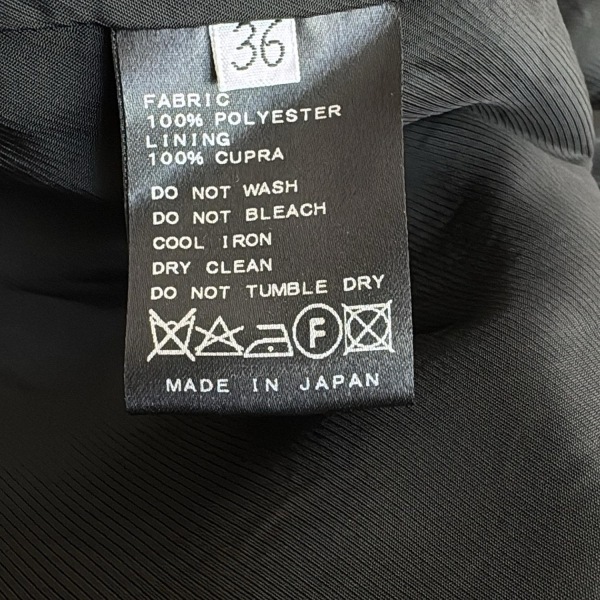 36
FABRIC
100% POLYESTER
LINING
100% CUPRA
DO NOT WASH
DO NOT BLEACH
COOL IRON
DRY CLEAN
DO NOT TUMBLE DRY
F
MADE IN JAPAN